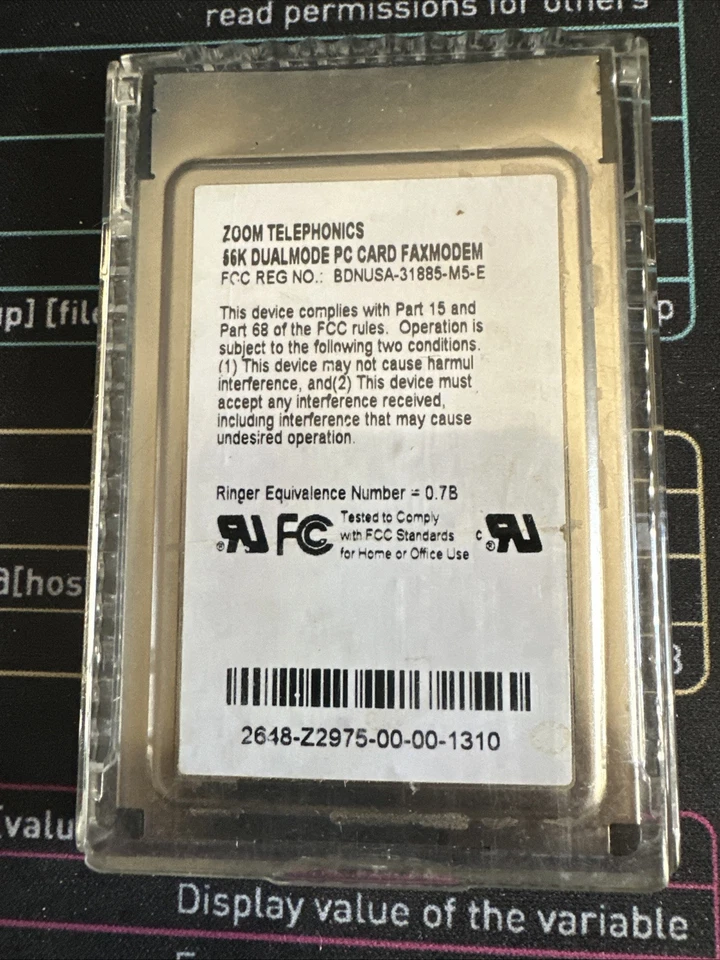 read permissions for others
ZOOM TELEPHONICS
56K DUALMODE PC CARD FAXMODEM
FCC REG NO.: BDNUSA-31885-M5-E
up] [file
p
This device complies with Part 15 and
Part 68 of the FCC rules. Operation is
subject to the following two conditions.
(1) This device may not cause harmul
interference, and(2) This device must
accept any interference received,
including interference that may cause
undesired operation.
Ringer Equivalence Number = 0.7B
Tested to Comply
with FCC Standards
for Home or Office Use
FC
c
a[hos
2648-Z2975-00-00-1310
[valu
Display value of the variable